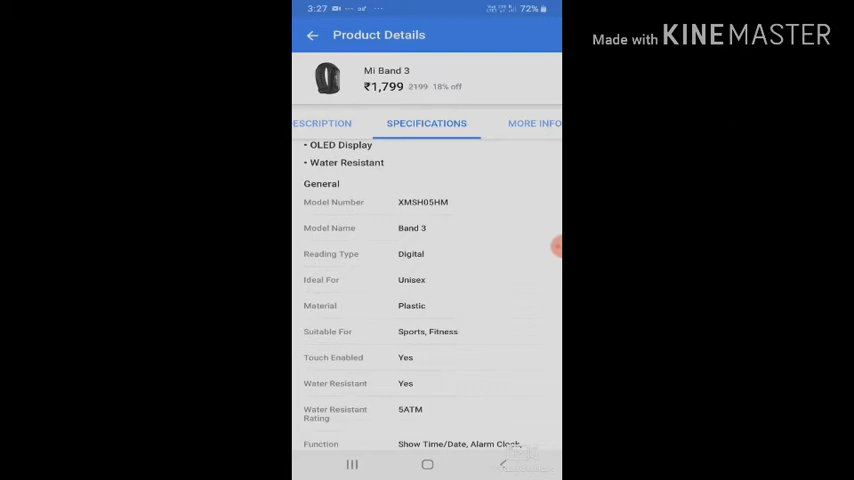 3:27
72%
Made with KINEMASTER
Product Details
Mi Band 3
₹1,799 2199 18% off
ESCRIPTION SPECIFICATIONS MORE INFO
• OLED Display
• Water Resistant
General
Model Number XMSH05HM
Model Name Band 3
Reading Type Digital
Ideal For Unisex
Material Plastic
Suitable For Sports, Fitness
Touch Enabled Yes
Water Resistant Yes
Water Resistant Rating 5ATM
Function Show Time/Date, Alarm Clock,